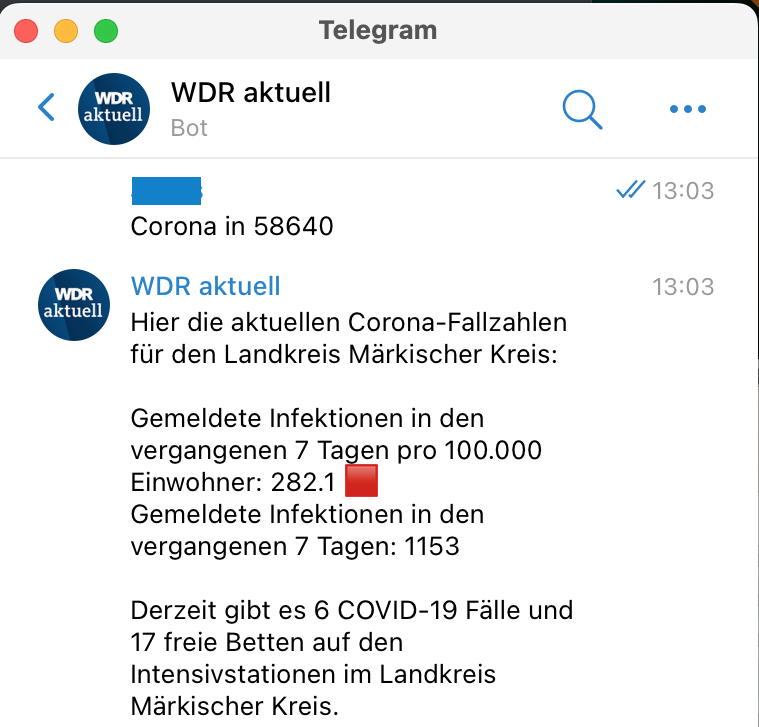 Telegram
WDR
aktuell
WDR aktuell
Bot
13:03
Corona in 58640
WDR
aktuell
WDR aktuell
13:03
Hier die aktuellen Corona-Fallzahlen
für den Landkreis Märkischer Kreis:
Gemeldete Infektionen in den
vergangenen 7 Tagen pro 100.000
Einwohner: 282.1
Gemeldete Infektionen in den
vergangenen 7 Tagen: 1153
Derzeit gibt es 6 COVID-19 Fälle und
17 freie Betten auf den
Intensivstationen im Landkreis
Märkischer Kreis.